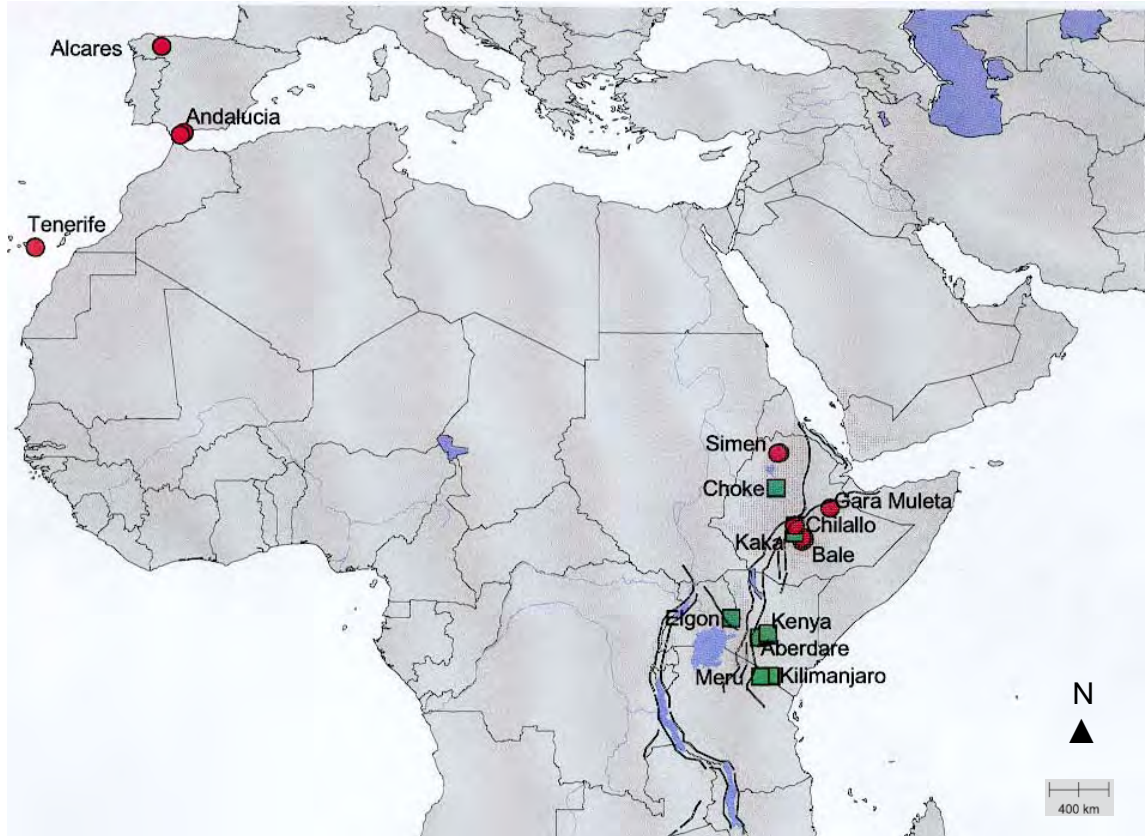 Alcares
Andalucia
Tenerife
Simen
Choke
Gara Muleta
Chilallo
Kaka
Bale
Elgon
Kenya
Aberdare
Meru
Kilimanjaro
N
400 km